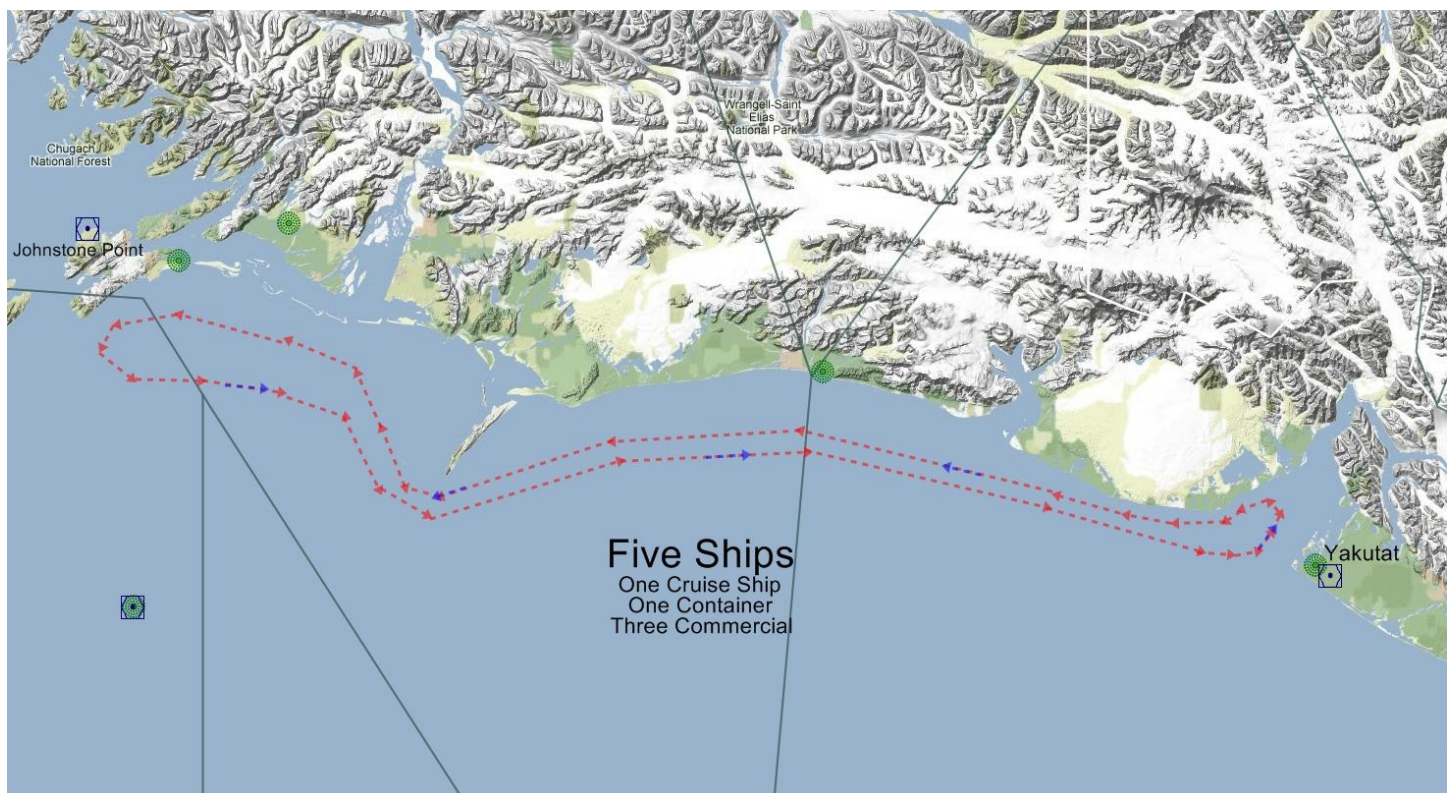 Wrangell-Saint
Elias
National Park
Chugach
National Forest
Johnstone Point
Five Ships
One Cruise Ship
One Container
Three Commercial
Yakutat